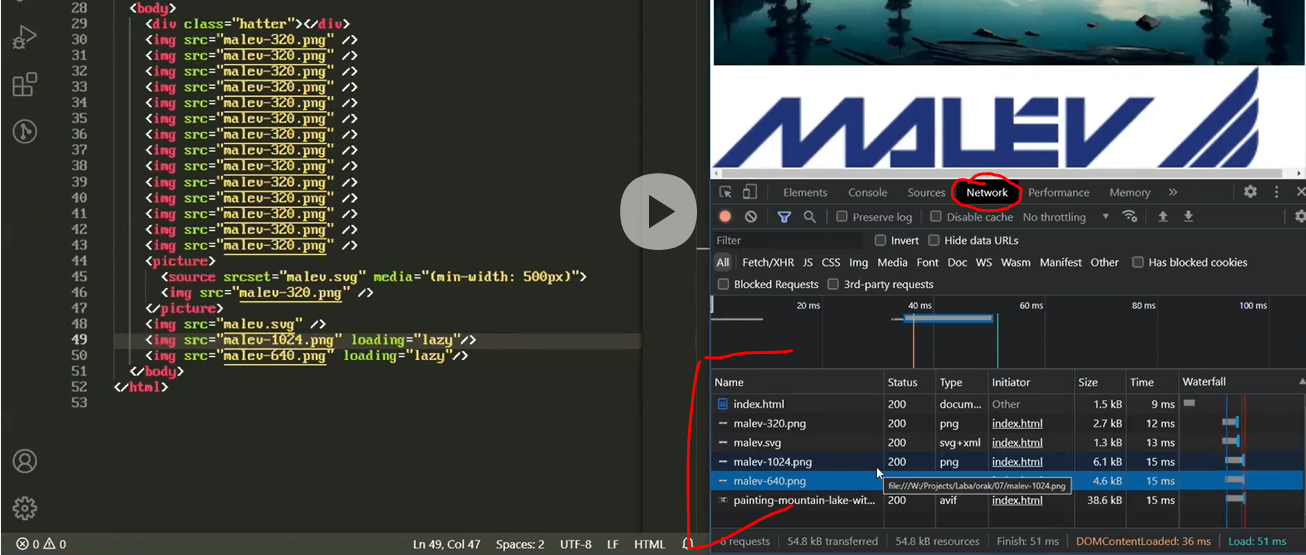 28 <body>
29 <div class="hatter"></div>
30 <img src="malev-320.png" />
31 <img src="malev-320.png" />
32 <img src="malev-320.png" />
33 <img src="malev-320.png" />
34 <img src="malev-320.png" />
35 <img src="malev-320.png" />
36 <img src="malev-320.png" />
37 <img src="malev-320.png" />
38 <img src="malev-320.png" />
39 <img src="malev-320.png" />
40 <img src="malev-320.png" />
41 <img src="malev-320.png" />
42 <img src="malev-320.png" />
43 <img src="malev-320.png" />
44 <picture>
45 <source srcset="malev.svg" media="(min-width: 500px)">
46 <img src="malev-320.png" />
47 </picture>
48 <img src="malev.svg" />
49 <img src="malev-1024.png" loading="lazy"/>
50 <img src="malev-640.png" loading="lazy"/>
51 </body>
52 </html>
53
0 0 Ln 49, Col 47 Spaces: 2 UTF-8 LF HTML
MALEV
Elements Console Sources Network Performance Memory »
Preserve log Disable cache No throttling
Filter Invert Hide data URLs
All Fetch/XHR JS CSS Img Media Font Doc WS Wasm Manifest Other Has blocked cookies
Blocked Requests 3rd-party requests
20 ms 40 ms 60 ms 80 ms 100 ms
Name Status Type Initiator Size Time Waterfall
index.html 200 docum... Other 1.5 kB 9 ms
malev-320.png 200 png index.html 2.7 kB 12 ms
malev.svg 200 svg+xml index.html 1.3 kB 13 ms
malev-1024.png 200 png index.html 6.1 kB 15 ms
malev-640.png 4.6 kB 15 ms
file:///W:/Projects/Laba/orak/07/malev-1024.png
painting-mountain-lake-wit... 200 avif index.html 38.6 kB 15 ms
6 requests 54.8 kB transferred 54.8 kB resources Finish: 51 ms DOMContentLoaded: 36 ms Load: 51 ms